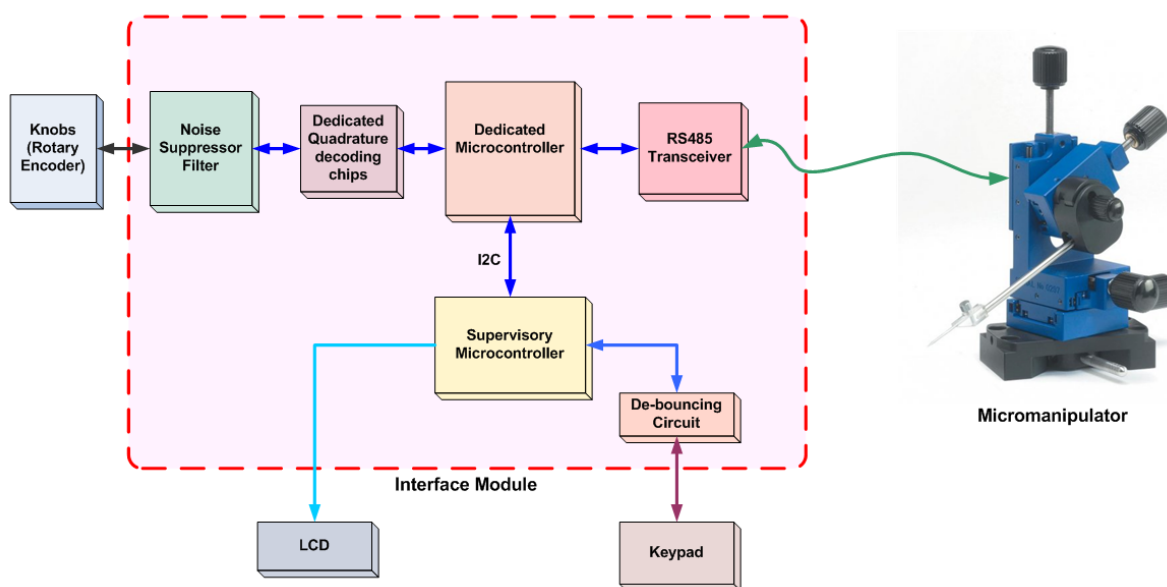 Knobs
(Rotary
Encoder)
Noise
Suppressor
Filter
Dedicated
Quadrature
decoding
chips
Dedicated
Microcontroller
RS485
Transceiver
I2C
Supervisory
Microcontroller
De-bouncing
Circuit
Micromanipulator
Interface Module
LCD
Keypad